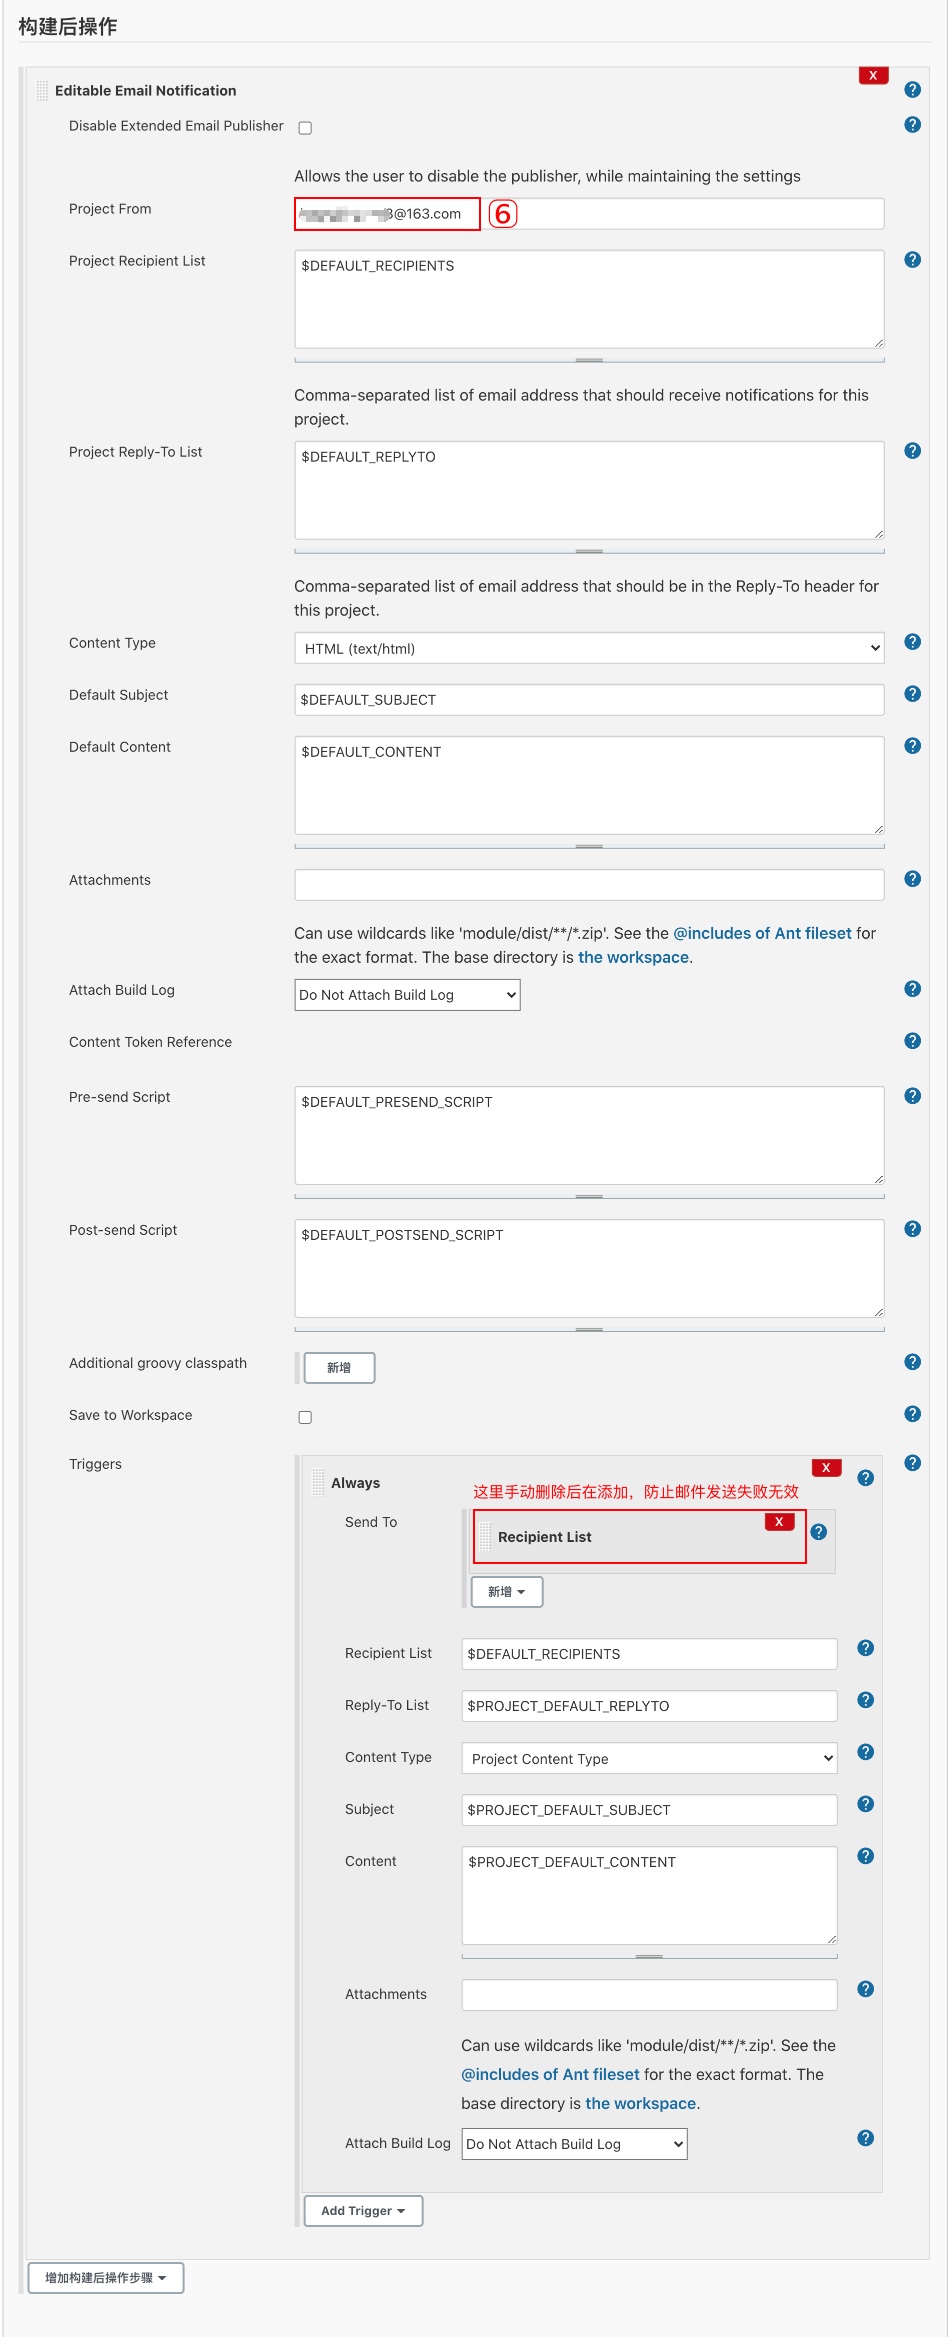 构建后操作
X
Editable Email Notification
Disable Extended Email Publisher
Allows the user to disable the publisher, while maintaining the settings
Project From
3@163.com ⑥
Project Recipient List
$DEFAULT_RECIPIENTS
Comma-separated list of email address that should receive notifications for this
project.
Project Reply-To List
$DEFAULT_REPLYTO
Comma-separated list of email address that should be in the Reply-To header for
this project.
Content Type
HTML (text/html)
Default Subject
$DEFAULT_SUBJECT
Default Content
$DEFAULT_CONTENT
Attachments
Can use wildcards like 'module/dist/**/*.zip'. See the @includes of Ant fileset for
the exact format. The base directory is the workspace.
Attach Build Log
Do Not Attach Build Log
Content Token Reference
Pre-send Script
$DEFAULT_PRESEND_SCRIPT
Post-send Script
$DEFAULT_POSTSEND_SCRIPT
Additional groovy classpath
新增
Save to Workspace
Triggers
X
Always
这里手动删除后在添加，防止邮件发送失败无效
Send To
X
Recipient List
新增
Recipient List
$DEFAULT_RECIPIENTS
Reply-To List
$PROJECT_DEFAULT_REPLYTO
Content Type
Project Content Type
Subject
$PROJECT_DEFAULT_SUBJECT
Content
$PROJECT_DEFAULT_CONTENT
Attachments
Can use wildcards like 'module/dist/**/*.zip'. See the
@includes of Ant fileset for the exact format. The
base directory is the workspace.
Attach Build Log
Do Not Attach Build Log
Add Trigger
增加构建后操作步骤